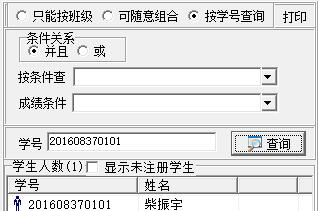 只能按班级 可随意组合 按学号查询 打印
条件关系
并且 或
按条件查
成绩条件
学号 201608370101 查询
学生人数(1) 显示未注册学生
学号 姓名
201608370101 柴振宇